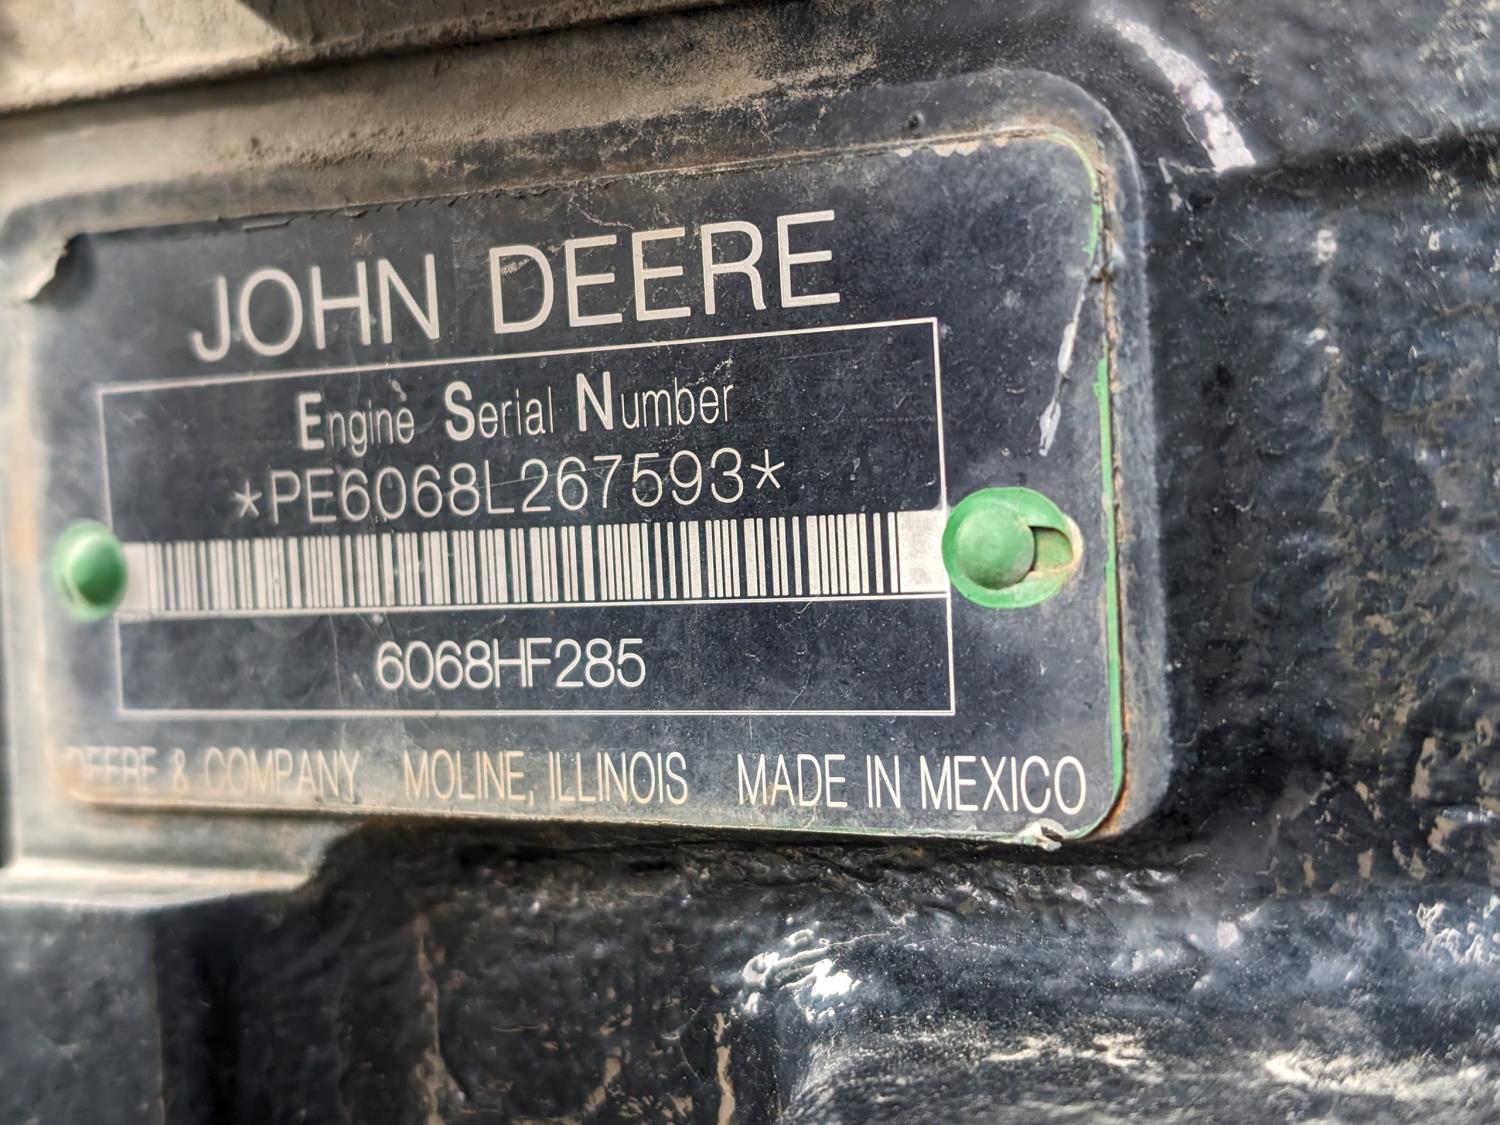 JOHN DEERE
Engine Serial Number
*PE6068L267593*
6068HF285
DEERE & COMPANY MOLINE, ILLINOIS MADE IN MEXICO